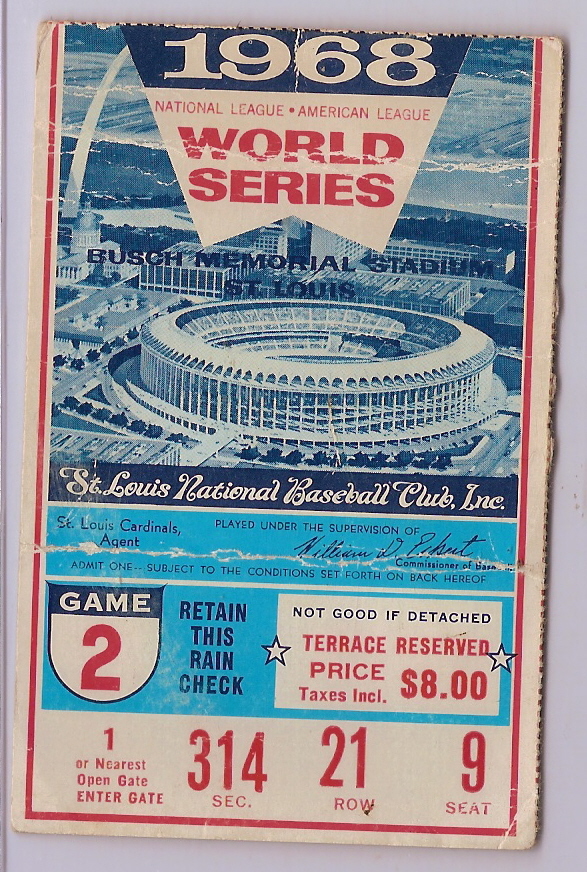 1968
NATIONAL LEAGUE • AMERICAN LEAGUE
WORLD
SERIES
BUSCH MEMORIAL STADIUM
ST. LOUIS
St. Louis National Baseball Club, Inc.
St. Louis Cardinals,
Agent
PLAYED UNDER THE SUPERVISION OF
William D. Eckert
Commissioner of Base
ADMIT ONE-- SUBJECT TO THE CONDITIONS SET FORTH ON BACK HEREOF
GAME
2
RETAIN
THIS
RAIN
CHECK
NOT GOOD IF DETACHED
TERRACE RESERVED
PRICE
Taxes Incl.
$8.00
1
or Nearest
Open Gate
ENTER GATE
314
SEC.
21
ROW
9
SEAT